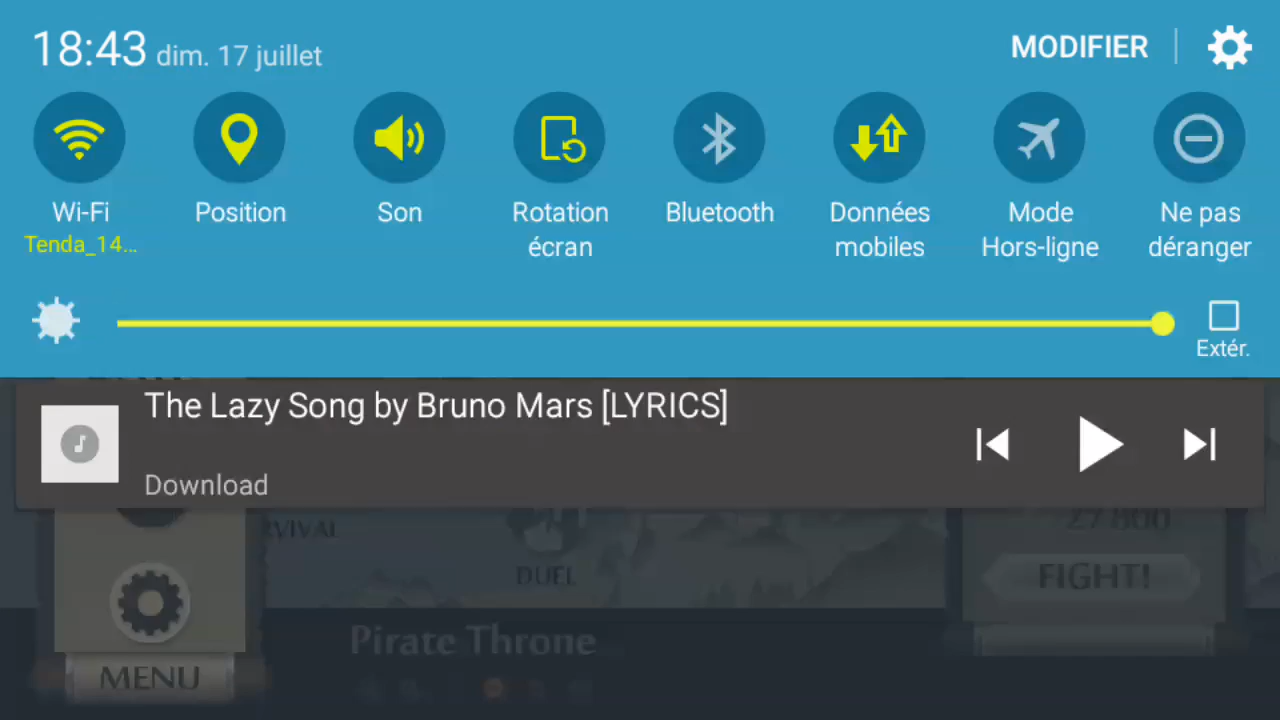 18:43 dim. 17 juillet
MODIFIER
Wi-Fi
Tenda_14...
Position
Son
Rotation
écran
Bluetooth
Données
mobiles
Mode
Hors-ligne
Ne pas
déranger
Extér.
The Lazy Song by Bruno Mars [LYRICS]
Download
DUEL
FIGHT!
Pirate Throne
MENU